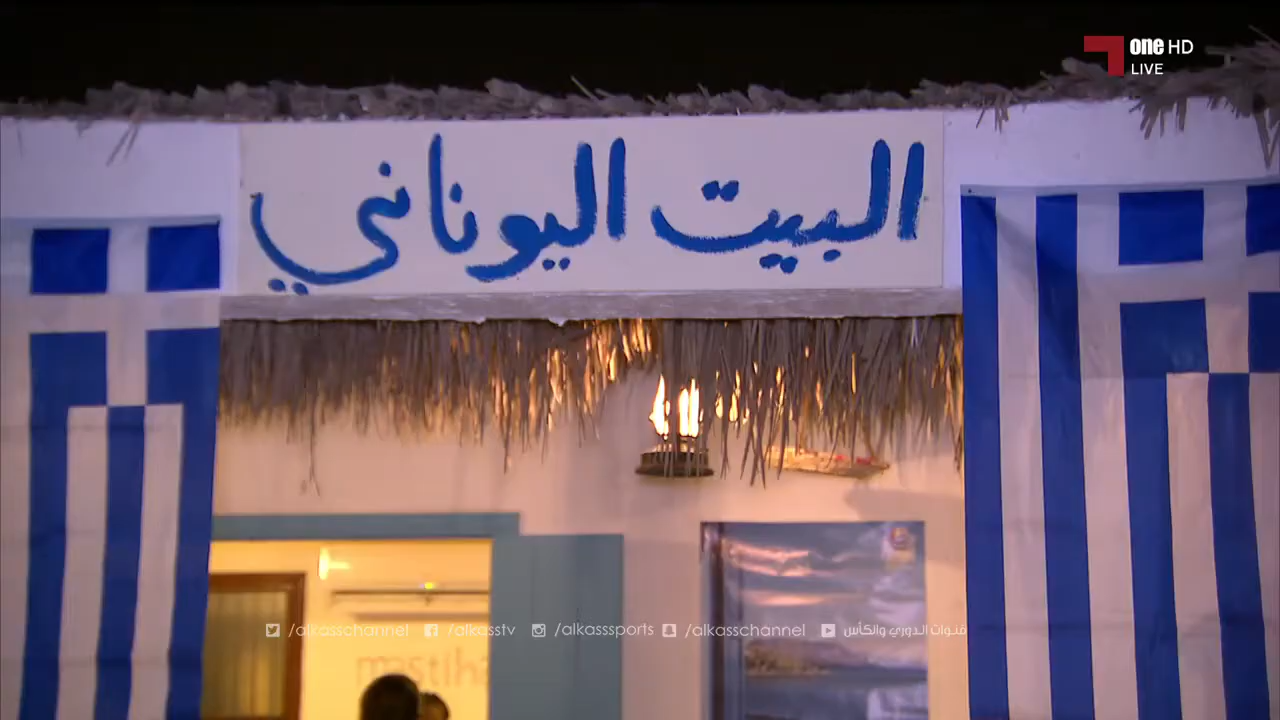 one HD
LIVE
البيت اليوناني
mastiha
/alkasschannel /alkasstv /alkasssports /alkasschannel قنوات الدوري والكأس